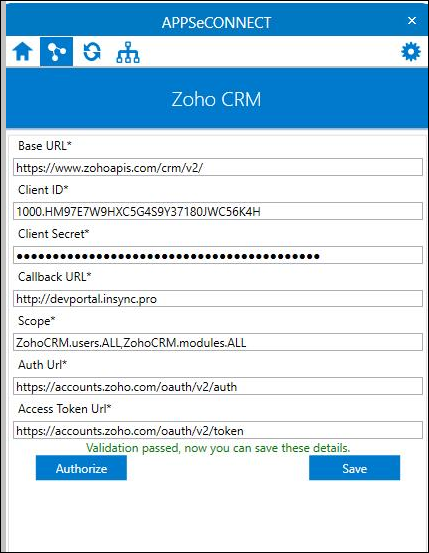 APPSeCONNECT
Zoho CRM
Base URL*
https://www.zohoapis.com/crm/v2/
Client ID*
1000.HM97E7W9HXC5G4S9Y37180JWC56K4H
Client Secret*
●●●●●●●●●●●●●●●●●●●●●●●●●●●●●●●●●●●●●●●●●●
Callback URL*
http://devportal.insync.pro
Scope*
ZohoCRM.users.ALL,ZohoCRM.modules.ALL
Auth Url*
https://accounts.zoho.com/oauth/v2/auth
Access Token Url*
https://accounts.zoho.com/oauth/v2/token
Validation passed, now you can save these details.
Authorize Save